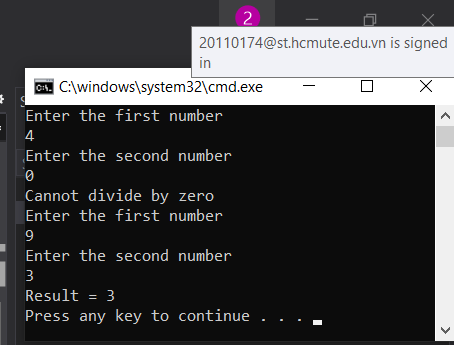 2
20110174@st.hcmute.edu.vn is signed
in
C:\windows\system32\cmd.exe
Enter the first number
4
Enter the second number
0
Cannot divide by zero
Enter the first number
9
Enter the second number
3
Result = 3
Press any key to continue . . .